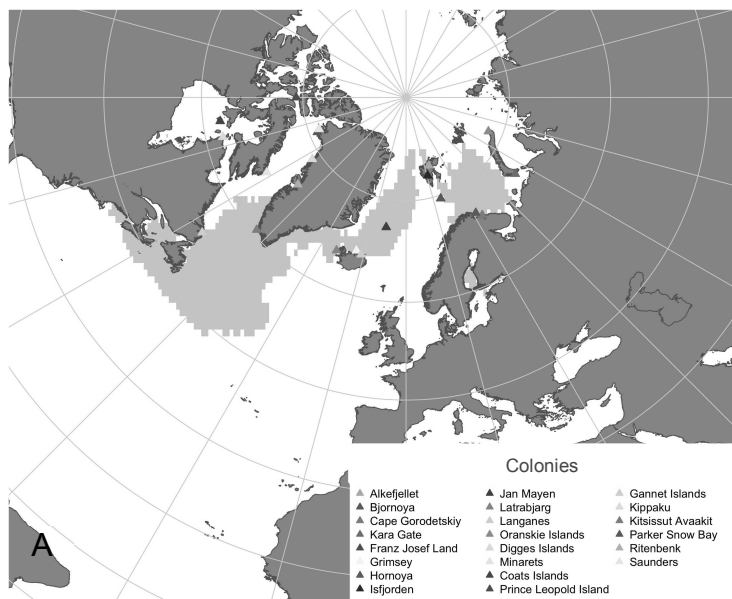 A
Colonies
Alkefjellet
Bjornoya
Cape Gorodetskiy
Kara Gate
Franz Josef Land
Grimsey
Hornoya
Isfjorden
Jan Mayen
Latrabjarg
Langanes
Oranskie Islands
Digges Islands
Minarets
Coats Islands
Prince Leopold Island
Gannet Islands
Kippaku
Kitsissut Avaakit
Parker Snow Bay
Ritenbenk
Saunders